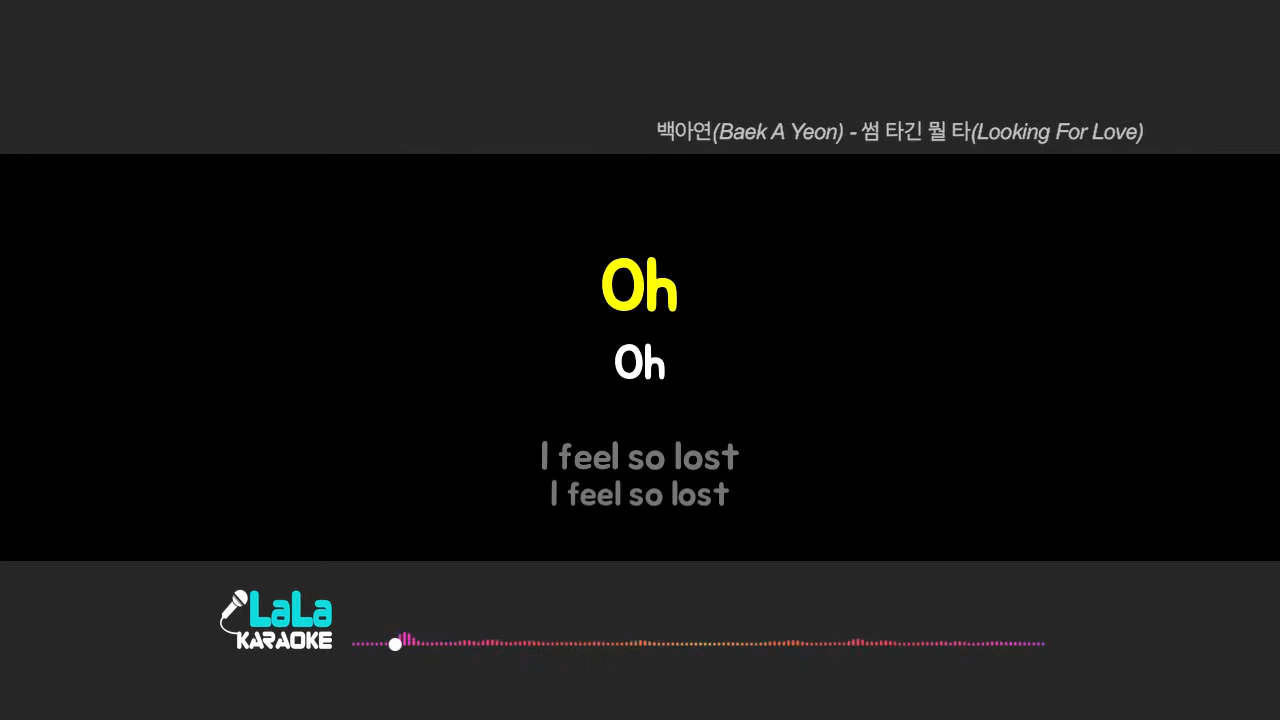 백아연(Baek A Yeon) - 썸 타긴 뭘 타(Looking For Love)
Oh
Oh
I feel so lost
I feel so lost
LaLa
KARAOKE